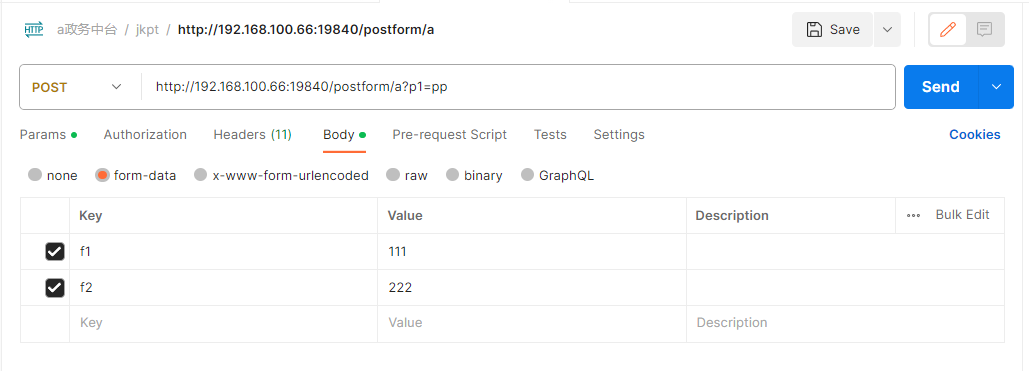 HTTP a政务中台 / jkpt / http://192.168.100.66:19840/postform/a Save
POST http://192.168.100.66:19840/postform/a?p1=pp Send
Params Authorization Headers (11) Body Pre-request Script Tests Settings Cookies
none form-data x-www-form-urlencoded raw binary GraphQL
Key Value Description ••• Bulk Edit
f1 111
f2 222
Key Value Description